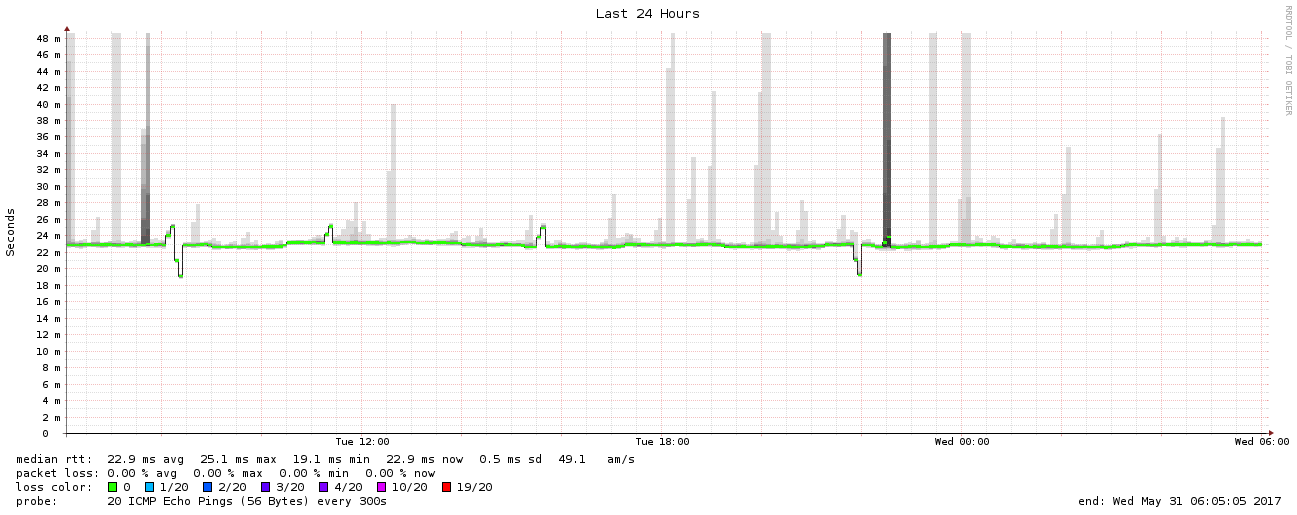 Last 24 Hours
RRDTOOL / TOBI OETIKER
Seconds
48 m
46 m
44 m
42 m
40 m
38 m
36 m
34 m
32 m
30 m
28 m
26 m
24 m
22 m
20 m
18 m
16 m
14 m
12 m
10 m
8 m
6 m
4 m
2 m
0
Tue 12:00 Tue 18:00 Wed 00:00 Wed 06:00
median rtt: 22.9 ms avg 25.1 ms max 19.1 ms min 22.9 ms now 0.5 ms sd 49.1 am/s
packet loss: 0.00 % avg 0.00 % max 0.00 % min 0.00 % now
loss color: 0 1/20 2/20 3/20 4/20 10/20 19/20
probe: 20 ICMP Echo Pings (56 Bytes) every 300s end: Wed May 31 06:05:05 2017